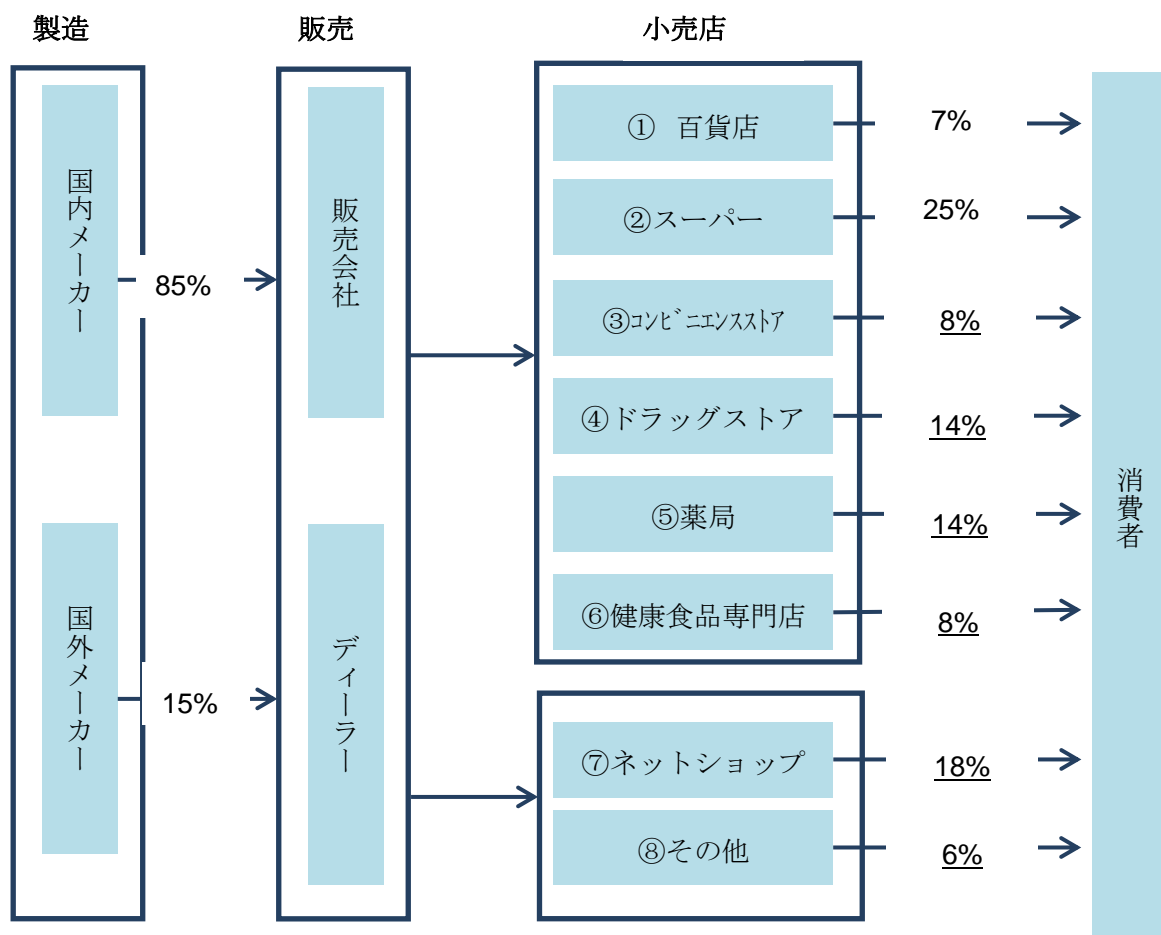 製造
販売
小売店
国内メーカー
85%
国外メーカー
15%
販売会社
ディーラー
① 百貨店
7%
②スーパー
25%
③ｺﾝﾋﾞﾆｴﾝｽｽﾄｱ
8%
④ドラッグストア
14%
⑤薬局
14%
⑥健康食品専門店
8%
⑦ネットショップ
18%
⑧その他
6%
消費者